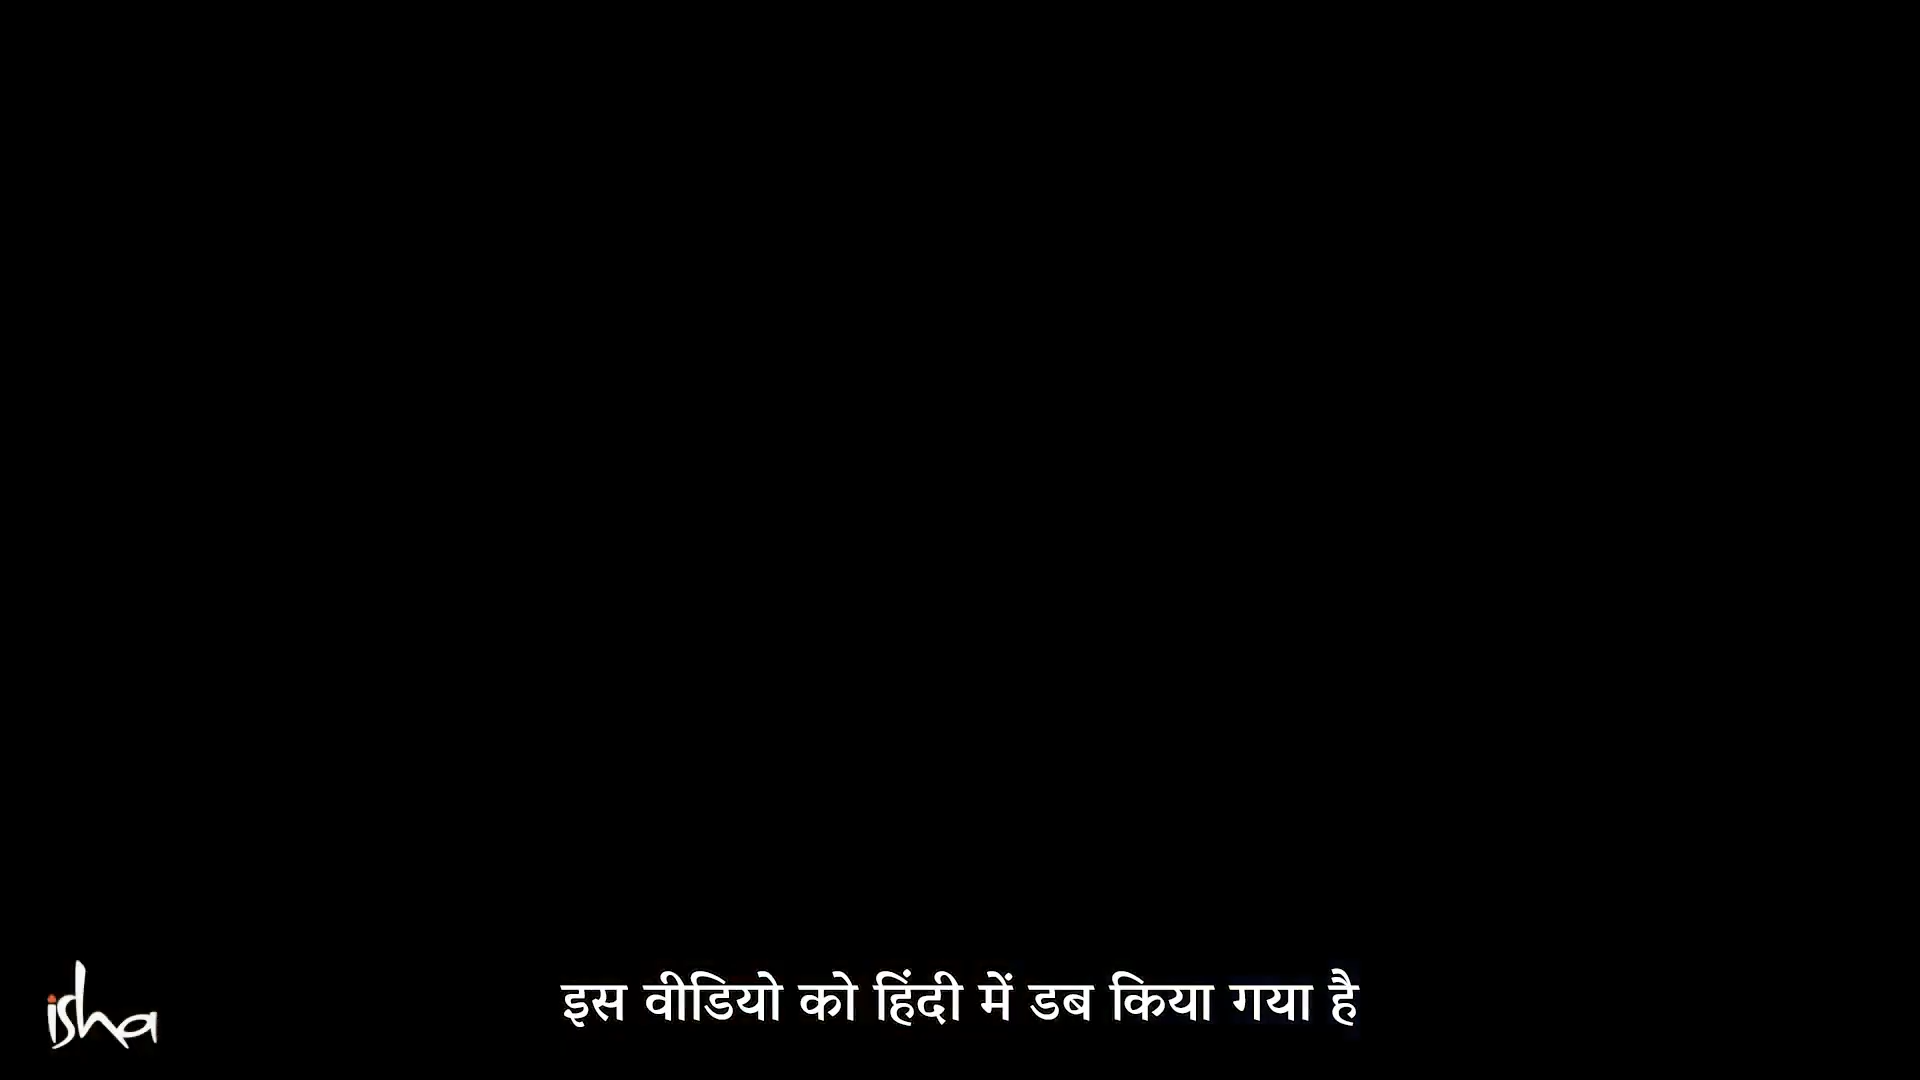 isha
इस वीडियो को हिंदी में डब किया गया है